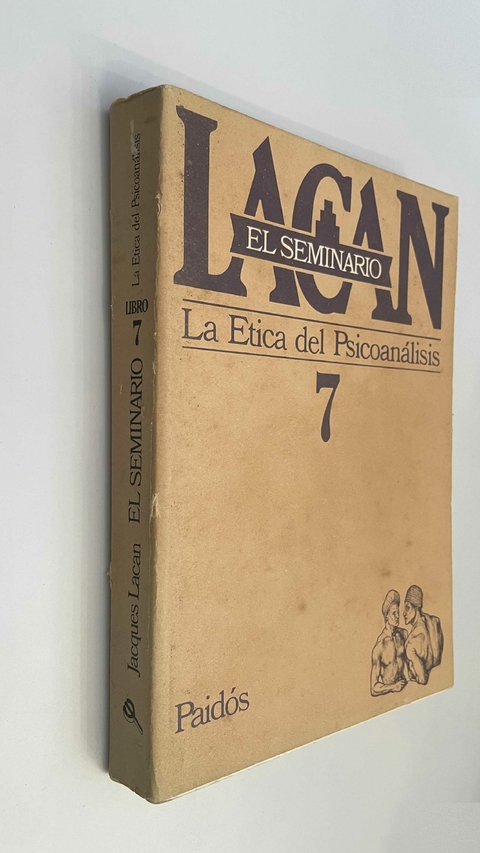 LACAN
EL SEMINARIO
La Etica del Psicoanálisis
7
Paidós
Jacques Lacan EL SEMINARIO LIBRO 7 La Etica del Psicoanálisis